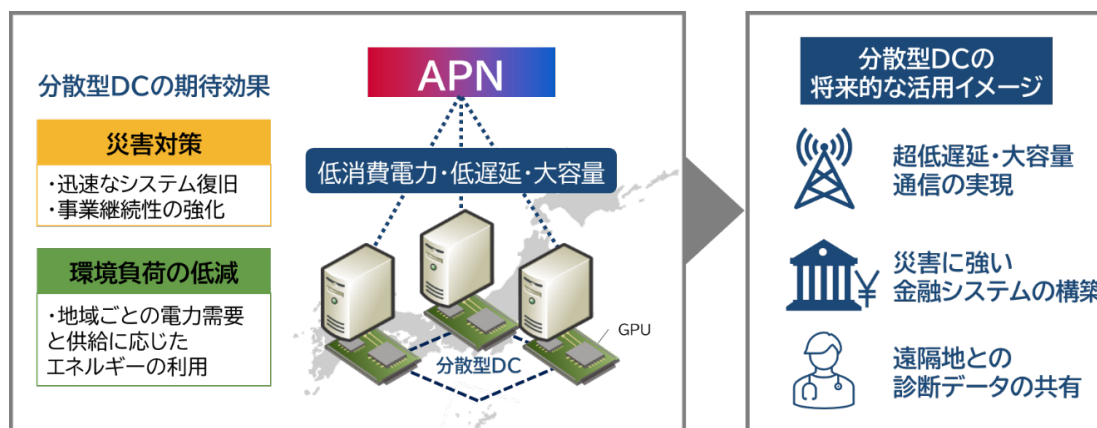 分散型DCの期待効果
災害対策
・迅速なシステム復旧
・事業継続性の強化
環境負荷の低減
・地域ごとの電力需要
と供給に応じた
エネルギーの利用
APN
低消費電力・低遅延・大容量
GPU
分散型DC
分散型DCの
将来的な活用イメージ
超低遅延・大容量
通信の実現
¥
災害に強い
金融システムの構築
遠隔地との
診断データの共有